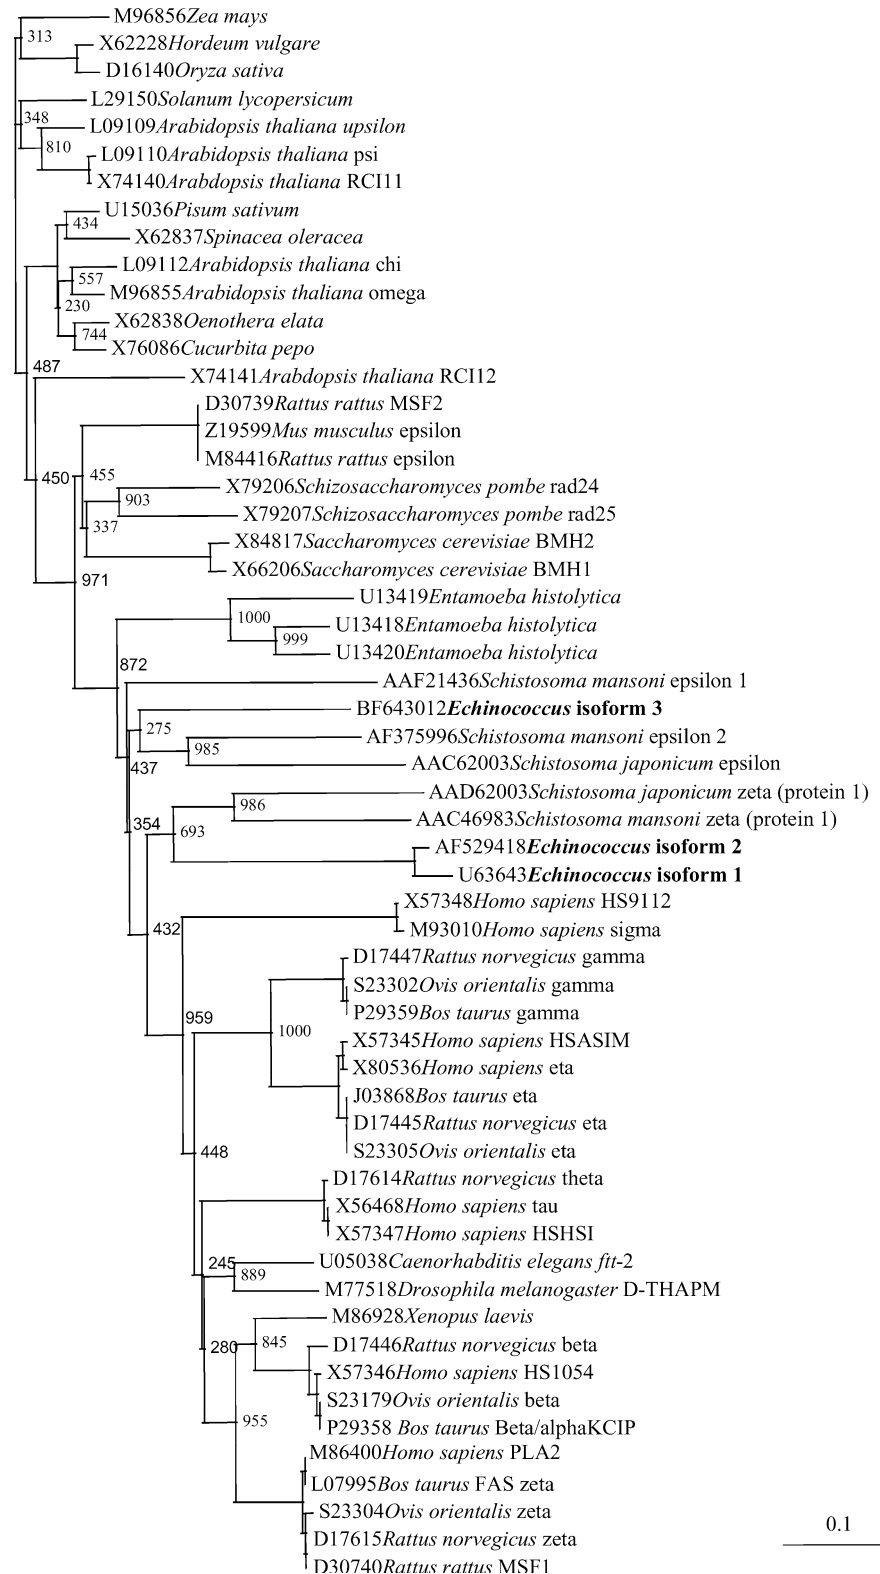 M96856Zea mays
313
X62228Hordeum vulgare
D16140Oryza sativa
L29150Solanum lycopersicum
348
L09109Arabidopsis thaliana upsilon
810
L09110Arabidopsis thaliana psi
X74140Arabdopsis thaliana RCI11
U15036Pisum sativum
434
X62837Spinacea oleracea
L09112Arabidopsis thaliana chi
557
M96855Arabidopsis thaliana omega
230
X62838Oenothera elata
744
X76086Cucurbita pepo
487
X74141Arabdopsis thaliana RCI12
D30739Rattus rattus MSF2
Z19599Mus musculus epsilon
M84416Rattus rattus epsilon
450 455
X79206Schizosaccharomyces pombe rad24
903
X79207Schizosaccharomyces pombe rad25
337
X84817Saccharomyces cerevisiae BMH2
X66206Saccharomyces cerevisiae BMH1
971
U13419Entamoeba histolytica
1000
U13418Entamoeba histolytica
999
U13420Entamoeba histolytica
872
AAF21436Schistosoma mansoni epsilon 1
BF643012Echinococcus isoform 3
275
AF375996Schistosoma mansoni epsilon 2
985
AAC62003Schistosoma japonicum epsilon
437
AAD62003Schistosoma japonicum zeta (protein 1)
986
AAC46983Schistosoma mansoni zeta (protein 1)
354
693
AF529418Echinococcus isoform 2
U63643Echinococcus isoform 1
X57348Homo sapiens HS9112
432
M93010Homo sapiens sigma
D17447Rattus norvegicus gamma
S23302Ovis orientalis gamma
P29359Bos taurus gamma
959
1000
X57345Homo sapiens HSASIM
X80536Homo sapiens eta
J03868Bos taurus eta
D17445Rattus norvegicus eta
S23305Ovis orientalis eta
448
D17614Rattus norvegicus theta
X56468Homo sapiens tau
X57347Homo sapiens HSHSI
245
U05038Caenorhabditis elegans ftt-2
889
M77518Drosophila melanogaster D-THAPM
M86928Xenopus laevis
280 845
D17446Rattus norvegicus beta
X57346Homo sapiens HS1054
S23179Ovis orientalis beta
955
P29358 Bos taurus Beta/alphaKCIP
M86400Homo sapiens PLA2
L07995Bos taurus FAS zeta
S23304Ovis orientalis zeta
0.1
D17615Rattus norvegicus zeta
D30740Rattus rattus MSF1